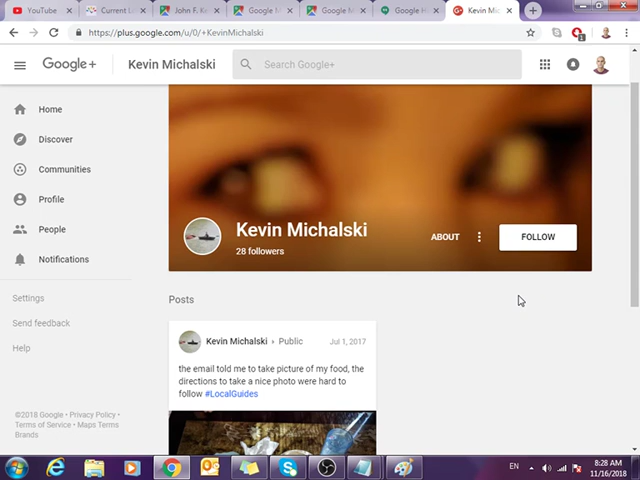 YouTube
Current L
John F. Ke
Google M
Google M
Google H
Kevin Mi
https://plus.google.com/u/0/+KevinMichalski
1
Google+
Kevin Michalski
Search Google+
Home
Discover
Communities
Profile
People
Notifications
Settings
Send feedback
Help
©2018 Google • Privacy Policy •
Terms of Service • Maps Terms
Brands
Kevin Michalski
28 followers
ABOUT
FOLLOW
Posts
Kevin Michalski › Public
Jul 1, 2017
the email told me to take picture of my food, the
directions to take a nice photo were hard to
follow #LocalGuides
EN
8:28 AM
11/16/2018